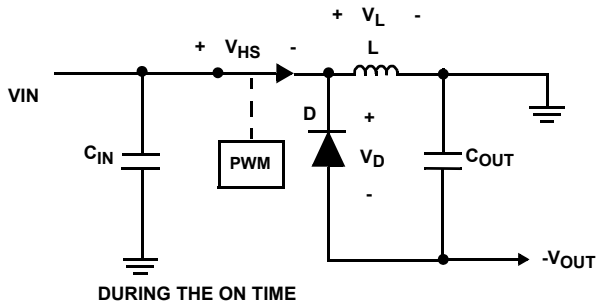 + V_L -
L
+ V_HS -
VIN
C_IN
PWM
D
+
V_D
-
C_OUT
-V_OUT
DURING THE ON TIME